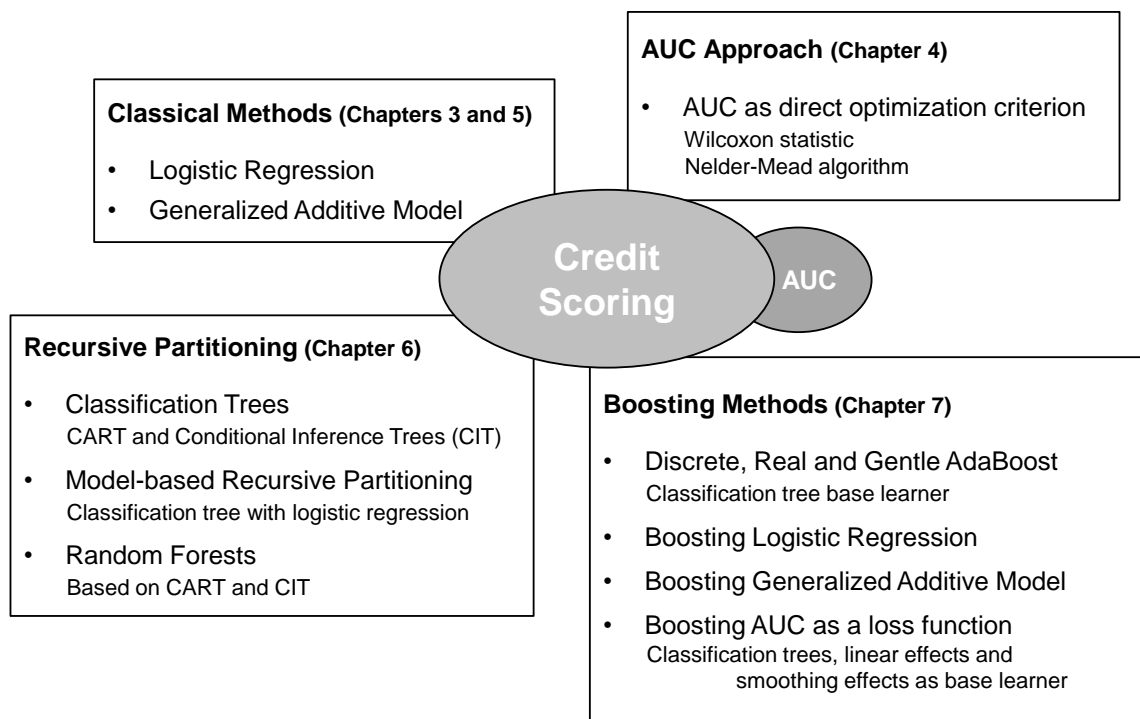 AUC Approach (Chapter 4)
• AUC as direct optimization criterion
Wilcoxon statistic
Nelder-Mead algorithm
Classical Methods (Chapters 3 and 5)
• Logistic Regression
• Generalized Additive Model
Credit
Scoring
AUC
Recursive Partitioning (Chapter 6)
• Classification Trees
CART and Conditional Inference Trees (CIT)
• Model-based Recursive Partitioning
Classification tree with logistic regression
• Random Forests
Based on CART and CIT
Boosting Methods (Chapter 7)
• Discrete, Real and Gentle AdaBoost
Classification tree base learner
• Boosting Logistic Regression
• Boosting Generalized Additive Model
• Boosting AUC as a loss function
Classification trees, linear effects and
smoothing effects as base learner